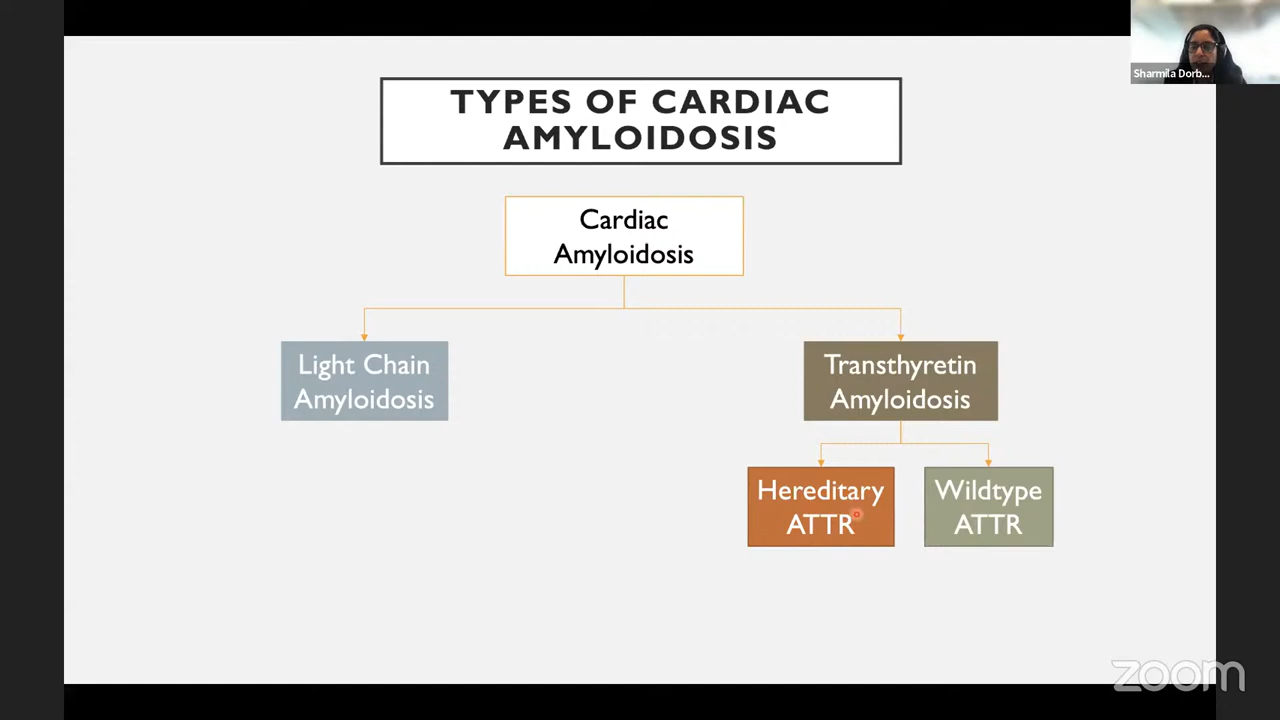 Sharmila Dorb...
TYPES OF CARDIAC
AMYLOIDOSIS
Cardiac
Amyloidosis
Light Chain
Amyloidosis
Transthyretin
Amyloidosis
Hereditary
ATTR
Wildtype
ATTR
zoom